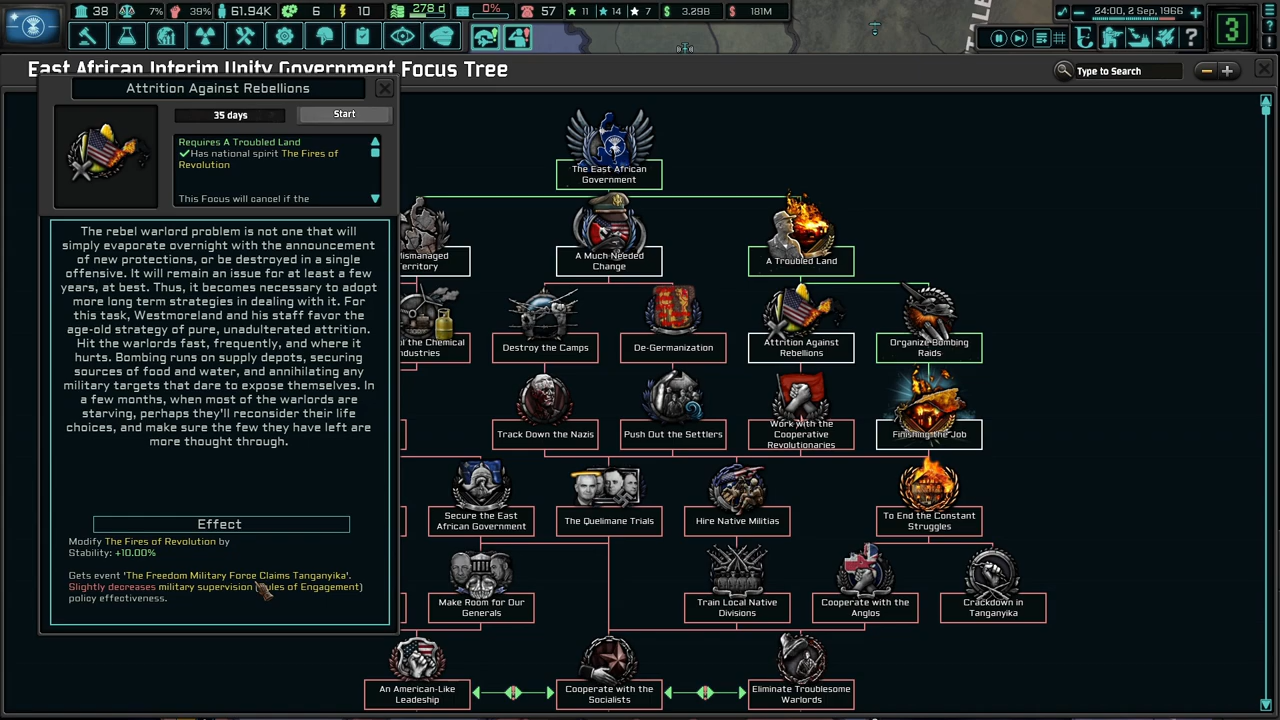 38
7%
39%
61.94K
6
10
278 d
0%
57
11
14
7
3.29B
181M
24:00, 2 Sep, 1966
3
East African Interim Unity Government Focus Tree
Type to Search
Attrition Against Rebellions
35 days
Start
Requires A Troubled Land
Has national spirit The Fires of
Revolution
This Focus will cancel if the
The rebel warlord problem is not one that will
simply evaporate overnight with the announcement
of new protections, or be destroyed in a single
offensive. It will remain an issue for at least a few
years, at best. Thus, it becomes necessary to adopt
more long term strategies in dealing with it. For
this task, Westmoreland and his staff favor the
age-old strategy of pure, unadulterated attrition.
Hit the warlords fast, frequently, and where it
hurts. Bombing runs on supply depots, securing
sources of food and water, and annihilating any
military targets that dare to expose themselves. In
a few months, when most of the warlords are
starving, perhaps they'll reconsider their life
choices, and make sure the few they have left are
more thought through.
Effect
Modify The Fires of Revolution by
Stability: +10.00%
Gets event 'The Freedom Military Force Claims Tanganyika'.
Slightly decreases military supervision (Rules of Engagement)
policy effectiveness.
The East African
Government
Mismanaged
Territory
A Much Needed
Change
A Troubled Land
the Chemical
Industries
Destroy the Camps
De-Germanization
Attrition Against
Rebellions
Organize Bombing
Raids
Track Down the Nazis
Push Out the Settlers
Work with the
Cooperative
Revolutionaries
Finishing the Job
Secure the East
African Government
The Quelimane Trials
Hire Native Militias
To End the Constant
Struggles
Make Room for Our
Generals
Train Local Native
Divisions
Cooperate with the
Anglos
Crackdown in
Tanganyika
An American-Like
Leadeship
Cooperate with the
Socialists
Eliminate Troublesome
Warlords